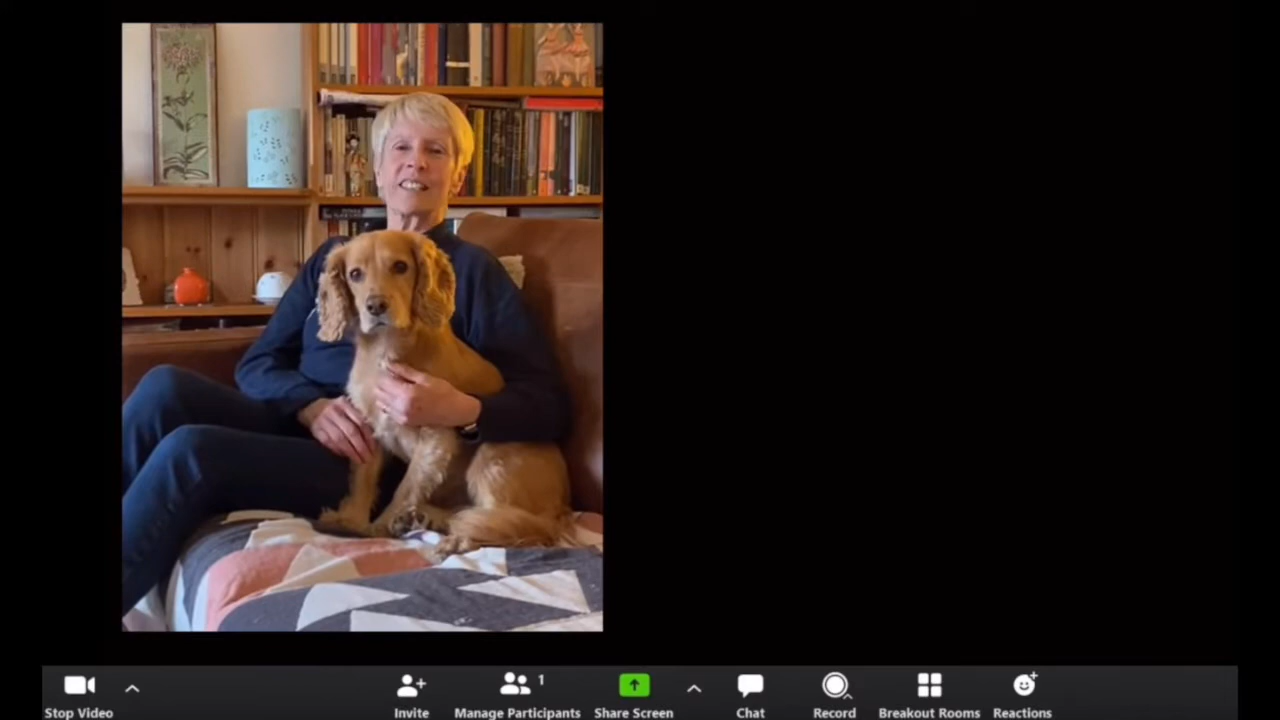 Stop Video
Invite
Manage Participants
1
Share Screen
Chat
Record
Breakout Rooms
Reactions